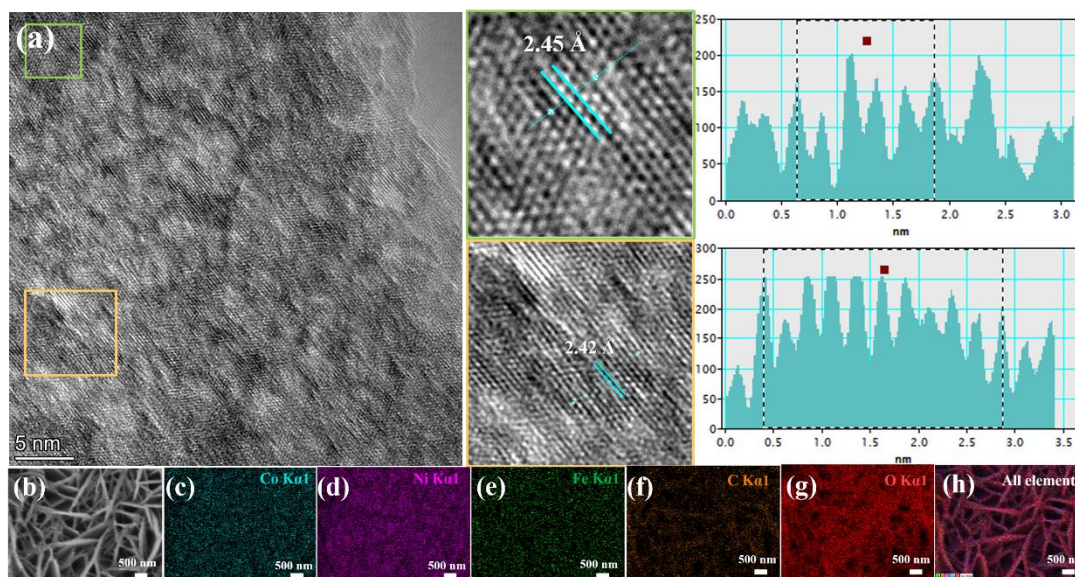 (a)
5 nm
2.45 Å
2.42 Å
250
200
150
100
50
0
0.0 0.5 1.0 1.5 2.0 2.5 3.0
nm
300
250
200
150
100
50
0
0.0 0.5 1.0 1.5 2.0 2.5 3.0 3.5
nm
(b)
500 nm
(c)
Co Kα1
500 nm
(d)
Ni Kα1
500 nm
(e)
Fe Kα1
500 nm
(f)
C Kα1
500 nm
(g)
O Kα1
500 nm
(h)
All element
500 nm